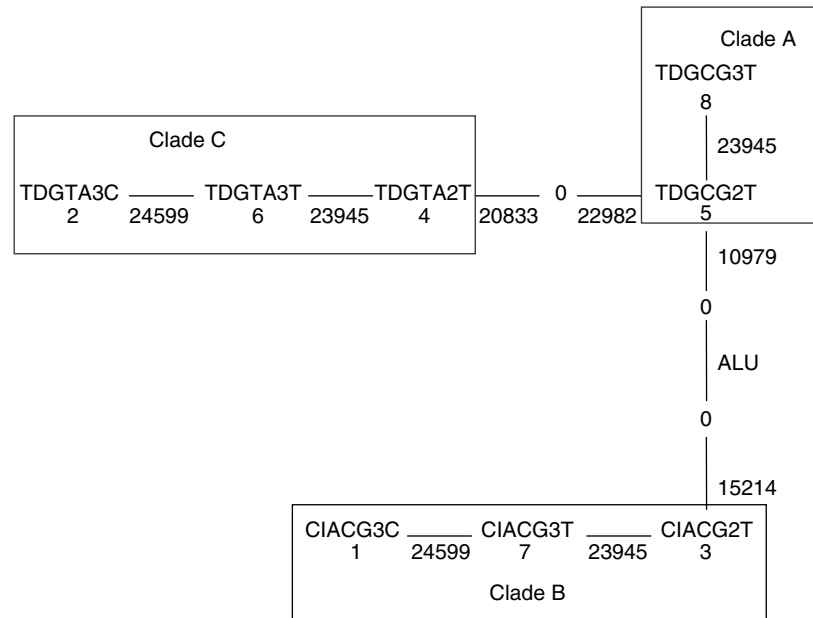 Clade A
TDGCG3T
8
23945
TDGCG2T
5
Clade C
TDGTA3C TDGTA3T TDGTA2T
2 24599 6 23945 4 20833 0 22982
10979
0
ALU
0
15214
CIACG3C CIACG3T CIACG2T
1 24599 7 23945 3
Clade B